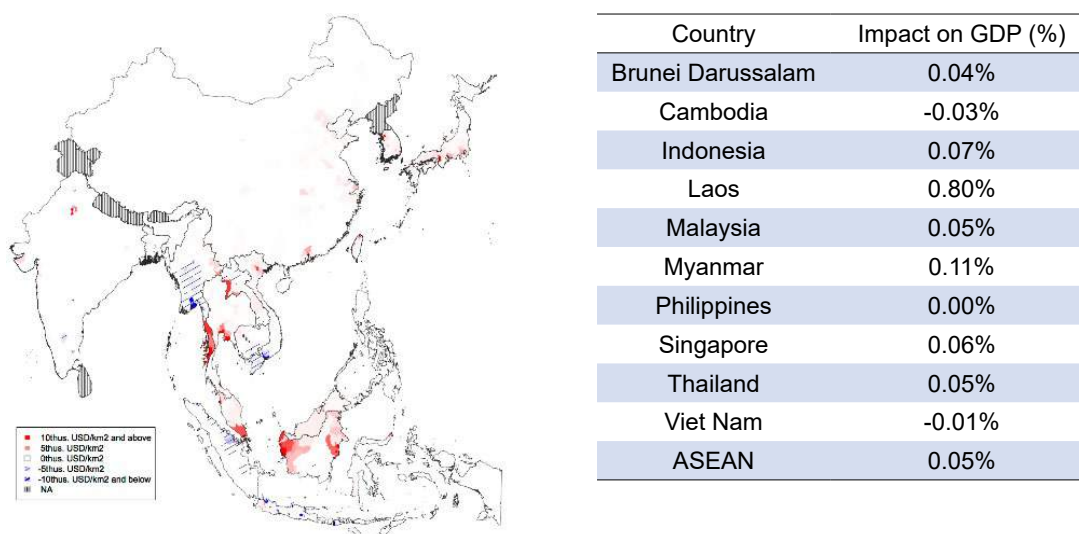 10thus. USD/km2 and above
5thus. USD/km2
0thus. USD/km2
-5thus. USD/km2
-10thus. USD/km2 and below
NA
Country Impact on GDP (%)
Brunei Darussalam 0.04%
Cambodia -0.03%
Indonesia 0.07%
Laos 0.80%
Malaysia 0.05%
Myanmar 0.11%
Philippines 0.00%
Singapore 0.06%
Thailand 0.05%
Viet Nam -0.01%
ASEAN 0.05%